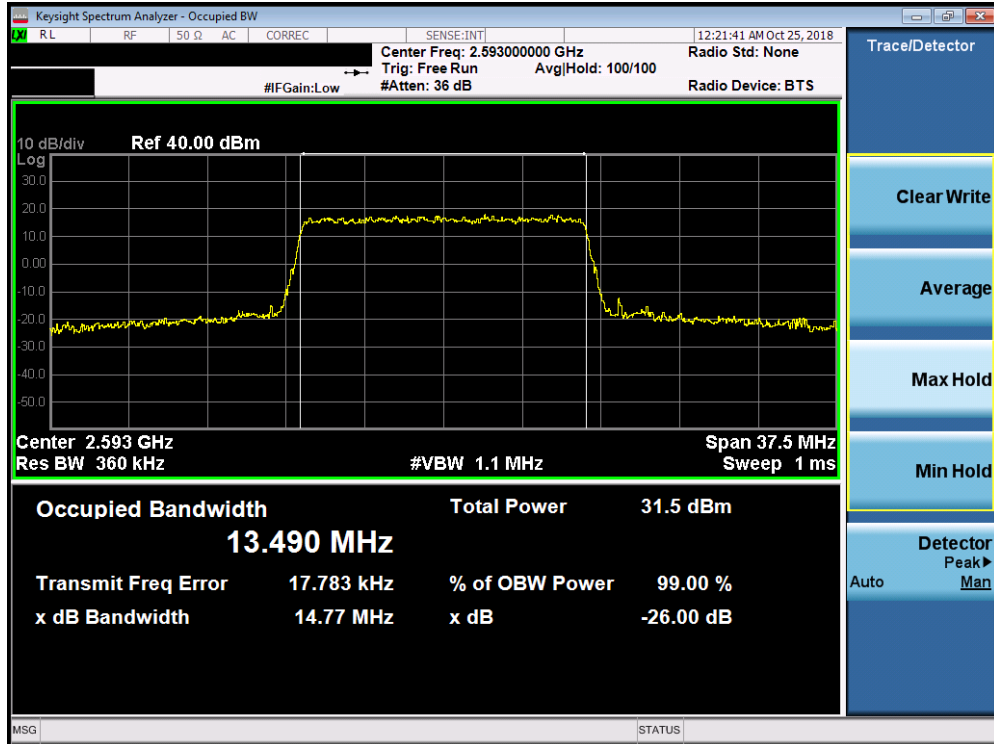 Keysight Spectrum Analyzer - Occupied BW
LXI RL RF 50 Ω AC CORREC SENSE:INT 12:21:41 AM Oct 25, 2018
Center Freq: 2.593000000 GHz Radio Std: None
Trig: Free Run Avg|Hold: 100/100
#IFGain:Low #Atten: 36 dB Radio Device: BTS
10 dB/div Ref 40.00 dBm
Log
30.0
20.0
10.0
0.00
-10.0
-20.0
-30.0
-40.0
-50.0
Center 2.593 GHz Span 37.5 MHz
Res BW 360 kHz #VBW 1.1 MHz Sweep 1 ms
Occupied Bandwidth Total Power 31.5 dBm
13.490 MHz
Transmit Freq Error 17.783 kHz % of OBW Power 99.00 %
x dB Bandwidth 14.77 MHz x dB -26.00 dB
MSG STATUS
Trace/Detector
Clear Write
Average
Max Hold
Min Hold
Detector
Peak▶
Auto Man